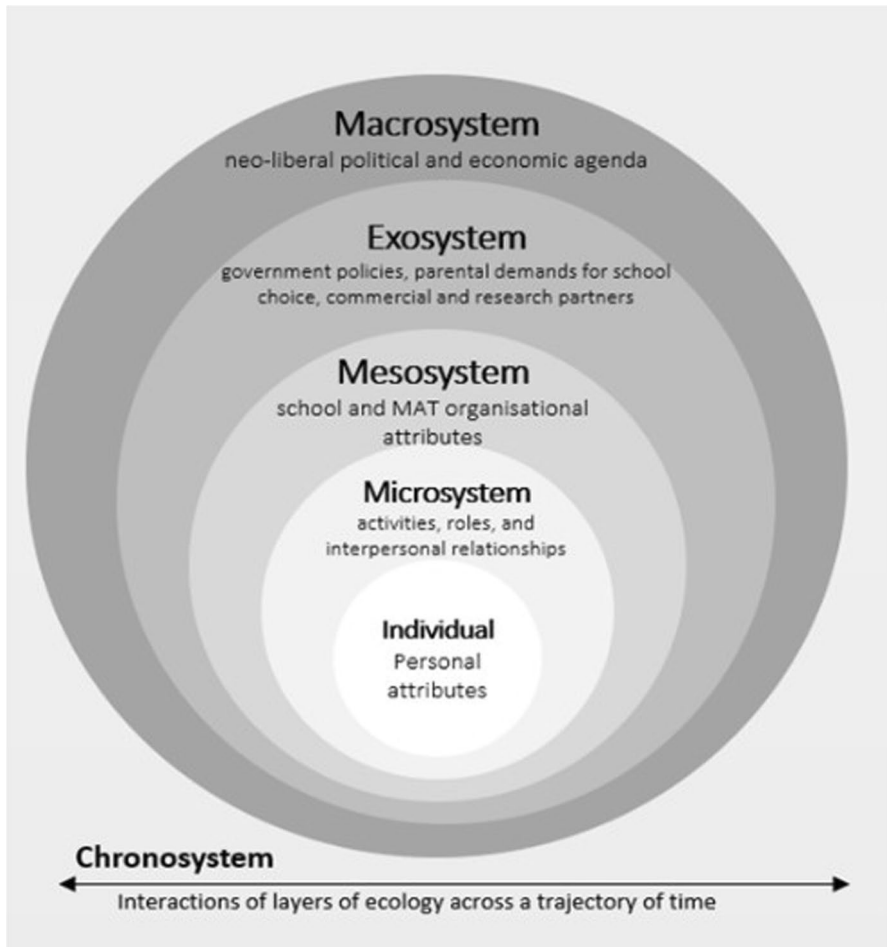 Macrosystem
neo-liberal political and economic agenda
Exosystem
government policies, parental demands for school
choice, commercial and research partners
Mesosystem
school and MAT organisational
attributes
Microsystem
activities, roles, and
interpersonal relationships
Individual
Personal
attributes
Chronosystem
Interactions of layers of ecology across a trajectory of time